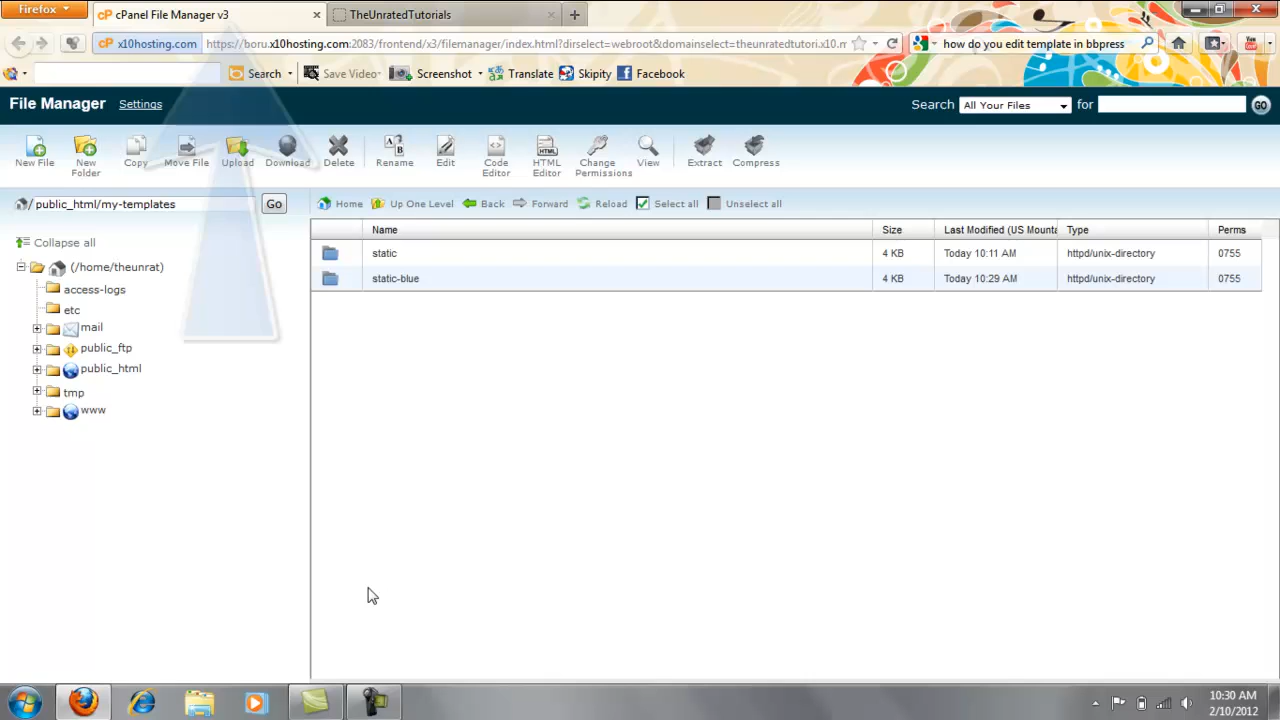 Firefox
cPanel File Manager v3
TheUnratedTutorials
x10hosting.com
https://boru.x10hosting.com:2083/frontend/x3/filemanager/index.html?dirselect=webroot&domainselect=theunratedtutori.x10.m
how do you edit template in bbpress
Search
Save Video
Screenshot
Translate
Skipity
Facebook
File Manager
Settings
Search
All Your Files
for
GO
New File
New Folder
Copy
Move File
Upload
Download
Delete
Rename
Edit
Code Editor
HTML Editor
Change Permissions
View
Extract
Compress
/ public_html/my-templates
Go
Home
Up One Level
Back
Forward
Reload
Select all
Unselect all
Collapse all
Name
Size
Last Modified (US Mounta
Type
Perms
static
4 KB
Today 10:11 AM
httpd/unix-directory
0755
static-blue
4 KB
Today 10:29 AM
httpd/unix-directory
0755
(/home/theunrat)
access-logs
etc
mail
public_ftp
public_html
tmp
www
10:30 AM
2/10/2012